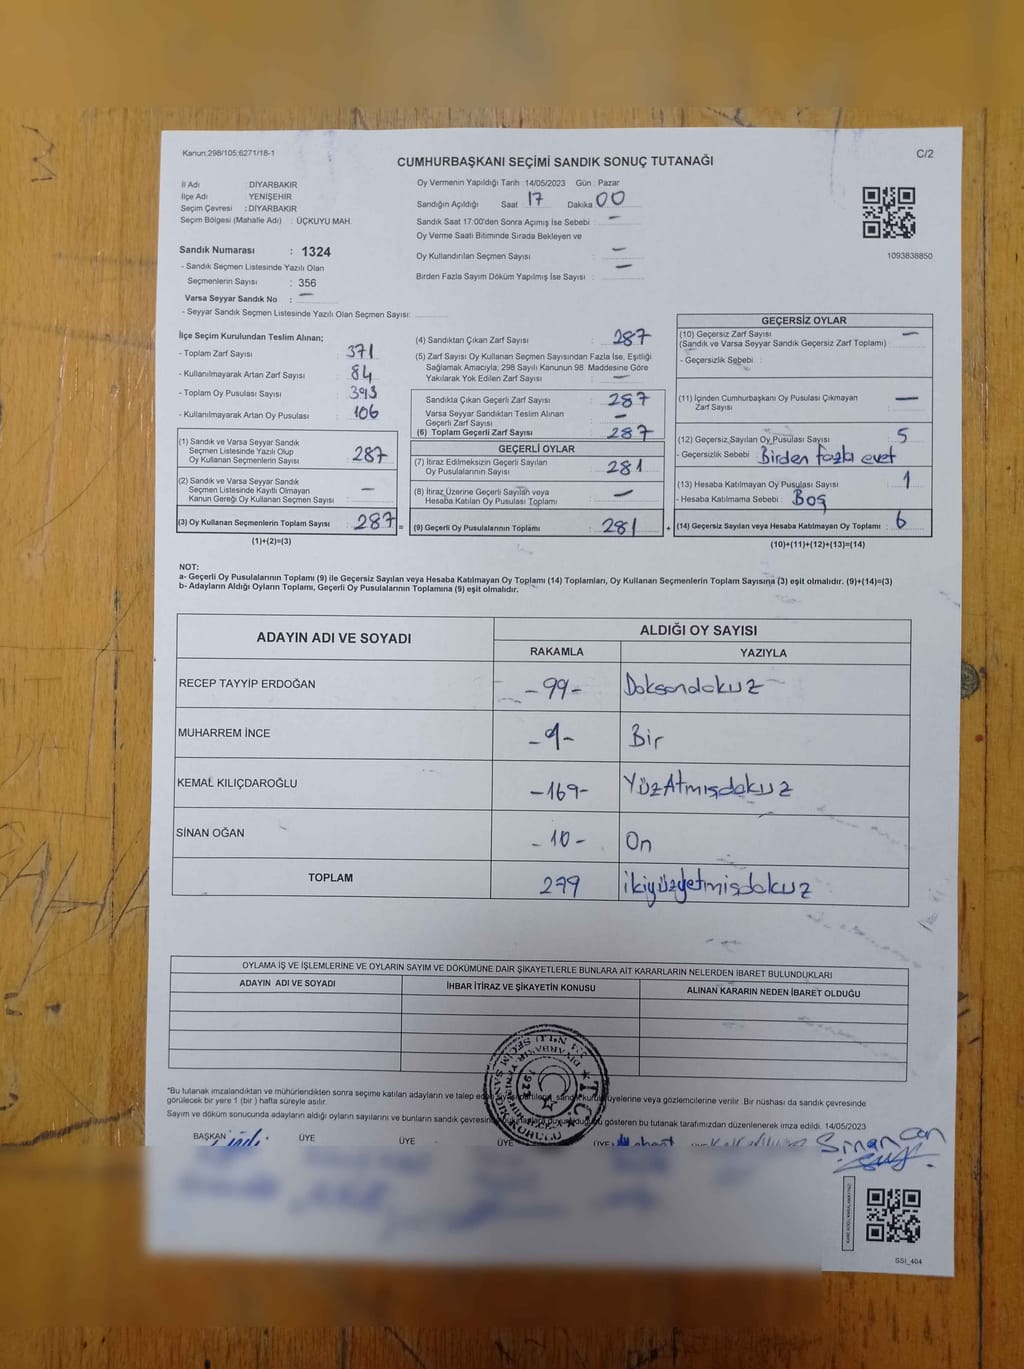 Kanun:298/105;6271/18-1
C/2
CUMHURBAŞKANI SEÇİMİ SANDIK SONUÇ TUTANAĞI
İl Adı DİYARBAKIR
İlçe Adı YENİŞEHİR
Seçim Çevresi : DİYARBAKIR
Seçim Bölgesi (Mahalle Adı) : ÜÇKUYU MAH.
Oy Vermenin Yapıldığı Tarih :14/05/2023 Gün : Pazar
Sandığın Açıldığı Saat 17 Dakika 00
Sandık Saat 17:00'den Sonra Açımış İse Sebebi : —
Oy Verme Saati Bitiminde Sırada Bekleyen ve
Oy Kullandırılan Seçmen Sayısı : —
Birden Fazla Sayım Döküm Yapılmış İse Sayısı : —
1093838850
Sandık Numarası : 1324
- Sandık Seçmen Listesinde Yazılı Olan
Seçmenlerin Sayısı : 356
Varsa Seyyar Sandık No : —
- Seyyar Sandık Seçmen Listesinde Yazılı Olan Seçmen Sayısı:
İlçe Seçim Kurulundan Teslim Alınan;
- Toplam Zarf Sayısı : 371
- Kullanılmayarak Artan Zarf Sayısı : 84
- Toplam Oy Pusulası Sayısı : 393
- Kullanılmayarak Artan Oy Pusulası : 106
(1) Sandık ve Varsa Seyyar Sandık
Seçmen Listesinde Yazılı Olup
Oy Kullanan Seçmenlerin Sayısı : 287
(2) Sandık ve Varsa Seyyar Sandık
Seçmen Listesinde Kayıtlı Olmayan
Kanun Gereği Oy Kullanan Seçmen Sayısı : —
(3) Oy Kullanan Seçmenlerin Toplam Sayısı : 287 =
(1)+(2)=(3)
(4) Sandıktan Çıkan Zarf Sayısı : 287
(5) Zarf Sayısı Oy Kullanan Seçmen Sayısından Fazla İse, Eşitliği
Sağlamak Amacıyla; 298 Sayılı Kanunun 98. Maddesine Göre
Yakılarak Yok Edilen Zarf Sayısı : —
Sandıkta Çıkan Geçerli Zarf Sayısı : 287
Varsa Seyyar Sandıktan Teslim Alınan
Geçerli Zarf Sayısı : —
(6) Toplam Geçerli Zarf Sayısı : 287
GEÇERLİ OYLAR
(7) İtiraz Edilmeksizin Geçerli Sayılan
Oy Pusulalarının Sayısı : 281
(8) İtiraz Üzerine Geçerli Sayılan veya
Hesaba Katılan Oy Pusulası Toplamı : —
(9) Geçerli Oy Pusulalarının Toplamı : 281 +
GEÇERSİZ OYLAR
(10) Geçersiz Zarf Sayısı : —
(Sandık ve Varsa Seyyar Sandık Geçersiz Zarf Toplamı)
- Geçersizlik Sebebi :
(11) İçinden Cumhurbaşkanı Oy Pusulası Çıkmayan
Zarf Sayısı : —
(12) Geçersiz Sayılan Oy Pusulası Sayısı : 5
- Geçersizlik Sebebi : Birden fazla evet
(13) Hesaba Katılmayan Oy Pusulası Sayısı : 1
- Hesaba Katılmama Sebebi : Boş
(14) Geçersiz Sayılan veya Hesaba Katılmayan Oy Toplamı : 6
(10)+(11)+(12)+(13)=(14)
NOT:
a- Geçerli Oy Pusulalarının Toplamı (9) ile Geçersiz Sayılan veya Hesaba Katılmayan Oy Toplamı (14) Toplamları, Oy Kullanan Seçmenlerin Toplam Sayısına (3) eşit olmalıdır. (9)+(14)=(3)
b- Adayların Aldığı Oyların Toplamı, Geçerli Oy Pusulalarının Toplamına (9) eşit olmalıdır.
ADAYIN ADI VE SOYADI ALDIĞI OY SAYISI
RAKAMLA YAZIYLA
RECEP TAYYİP ERDOĞAN -99- Doksandokuz
MUHARREM İNCE -1- Bir
KEMAL KILIÇDAROĞLU -169- YüzAtmışdokuz
SİNAN OĞAN -10- On
TOPLAM 279 ikiyüzyetmişdokuz
OYLAMA İŞ VE İŞLEMLERİNE VE OYLARIN SAYIM VE DÖKÜMÜNE DAİR ŞİKAYETLERLE BUNLARA AİT KARARLARIN NELERDEN İBARET BULUNDUKLARI
ADAYIN ADI VE SOYADI İHBAR İTİRAZ VE ŞİKAYETİN KONUSU ALINAN KARARIN NEDEN İBARET OLDUĞU
*Bu tutanak imzalandıktan ve mühürlendikten sonra seçime katılan adayların ve talep eden sandık kurulu üyelerine veya gözlemcilerine verilir. Bir nüshası da sandık çevresinde
görülecek bir yere 1 (bir ) hafta süreyle asılır.
Sayım ve döküm sonucunda adayların aldığı oyların sayılarını ve bunların sandık çevresine gösteren bu tutanak tarafımızdan düzenlenerek imza edildi. 14/05/2023
BAŞKAN ÜYE ÜYE ÜYE ÜYE Sinan Can
SSI_404